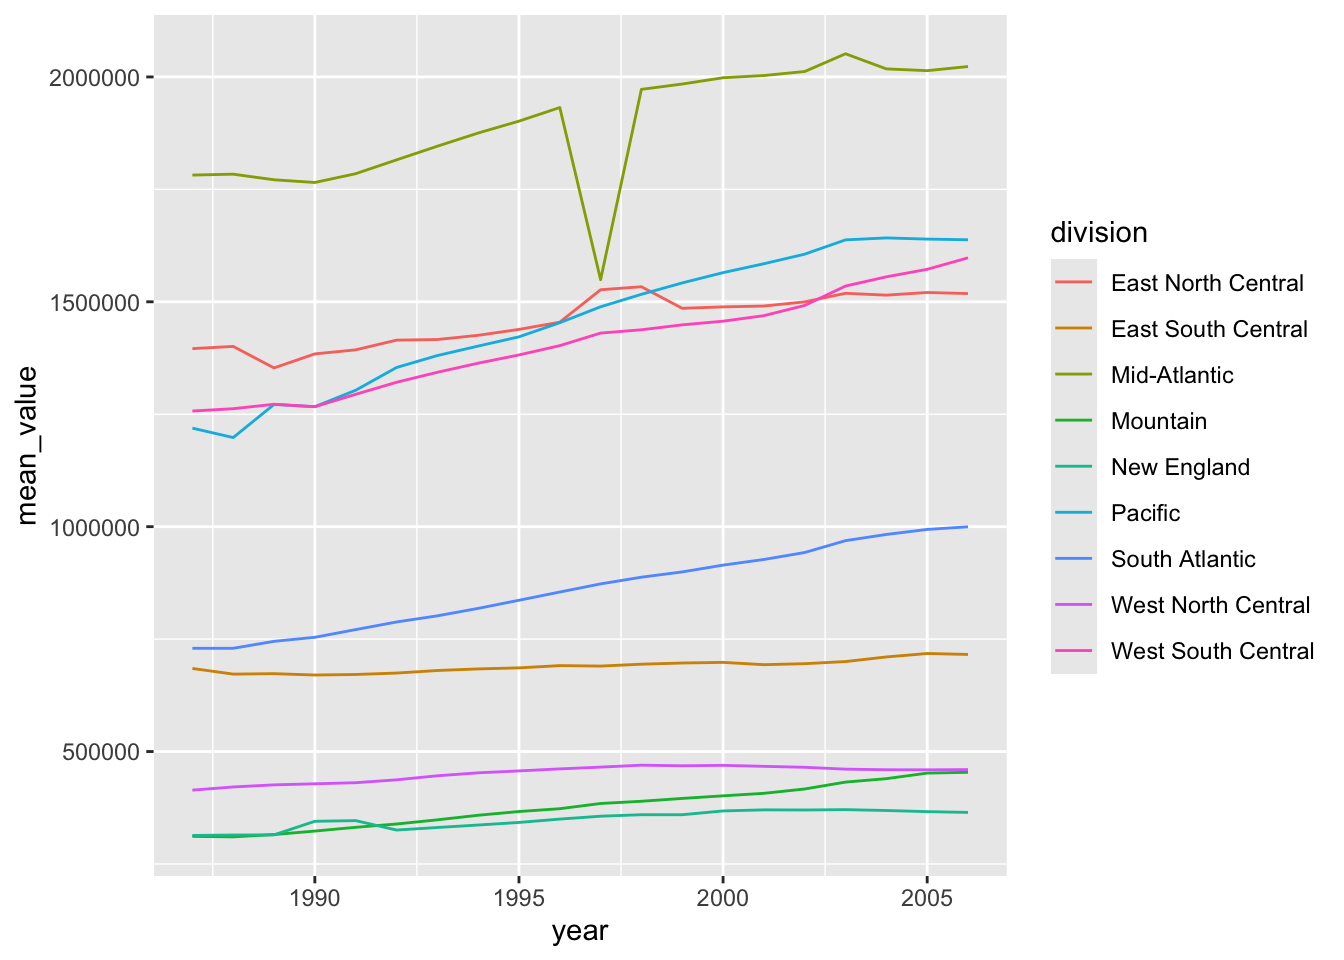 2000000
1500000
1000000
500000
mean_value
1990
1995
2000
2005
year
division
East North Central
East South Central
Mid-Atlantic
Mountain
New England
Pacific
South Atlantic
West North Central
West South Central